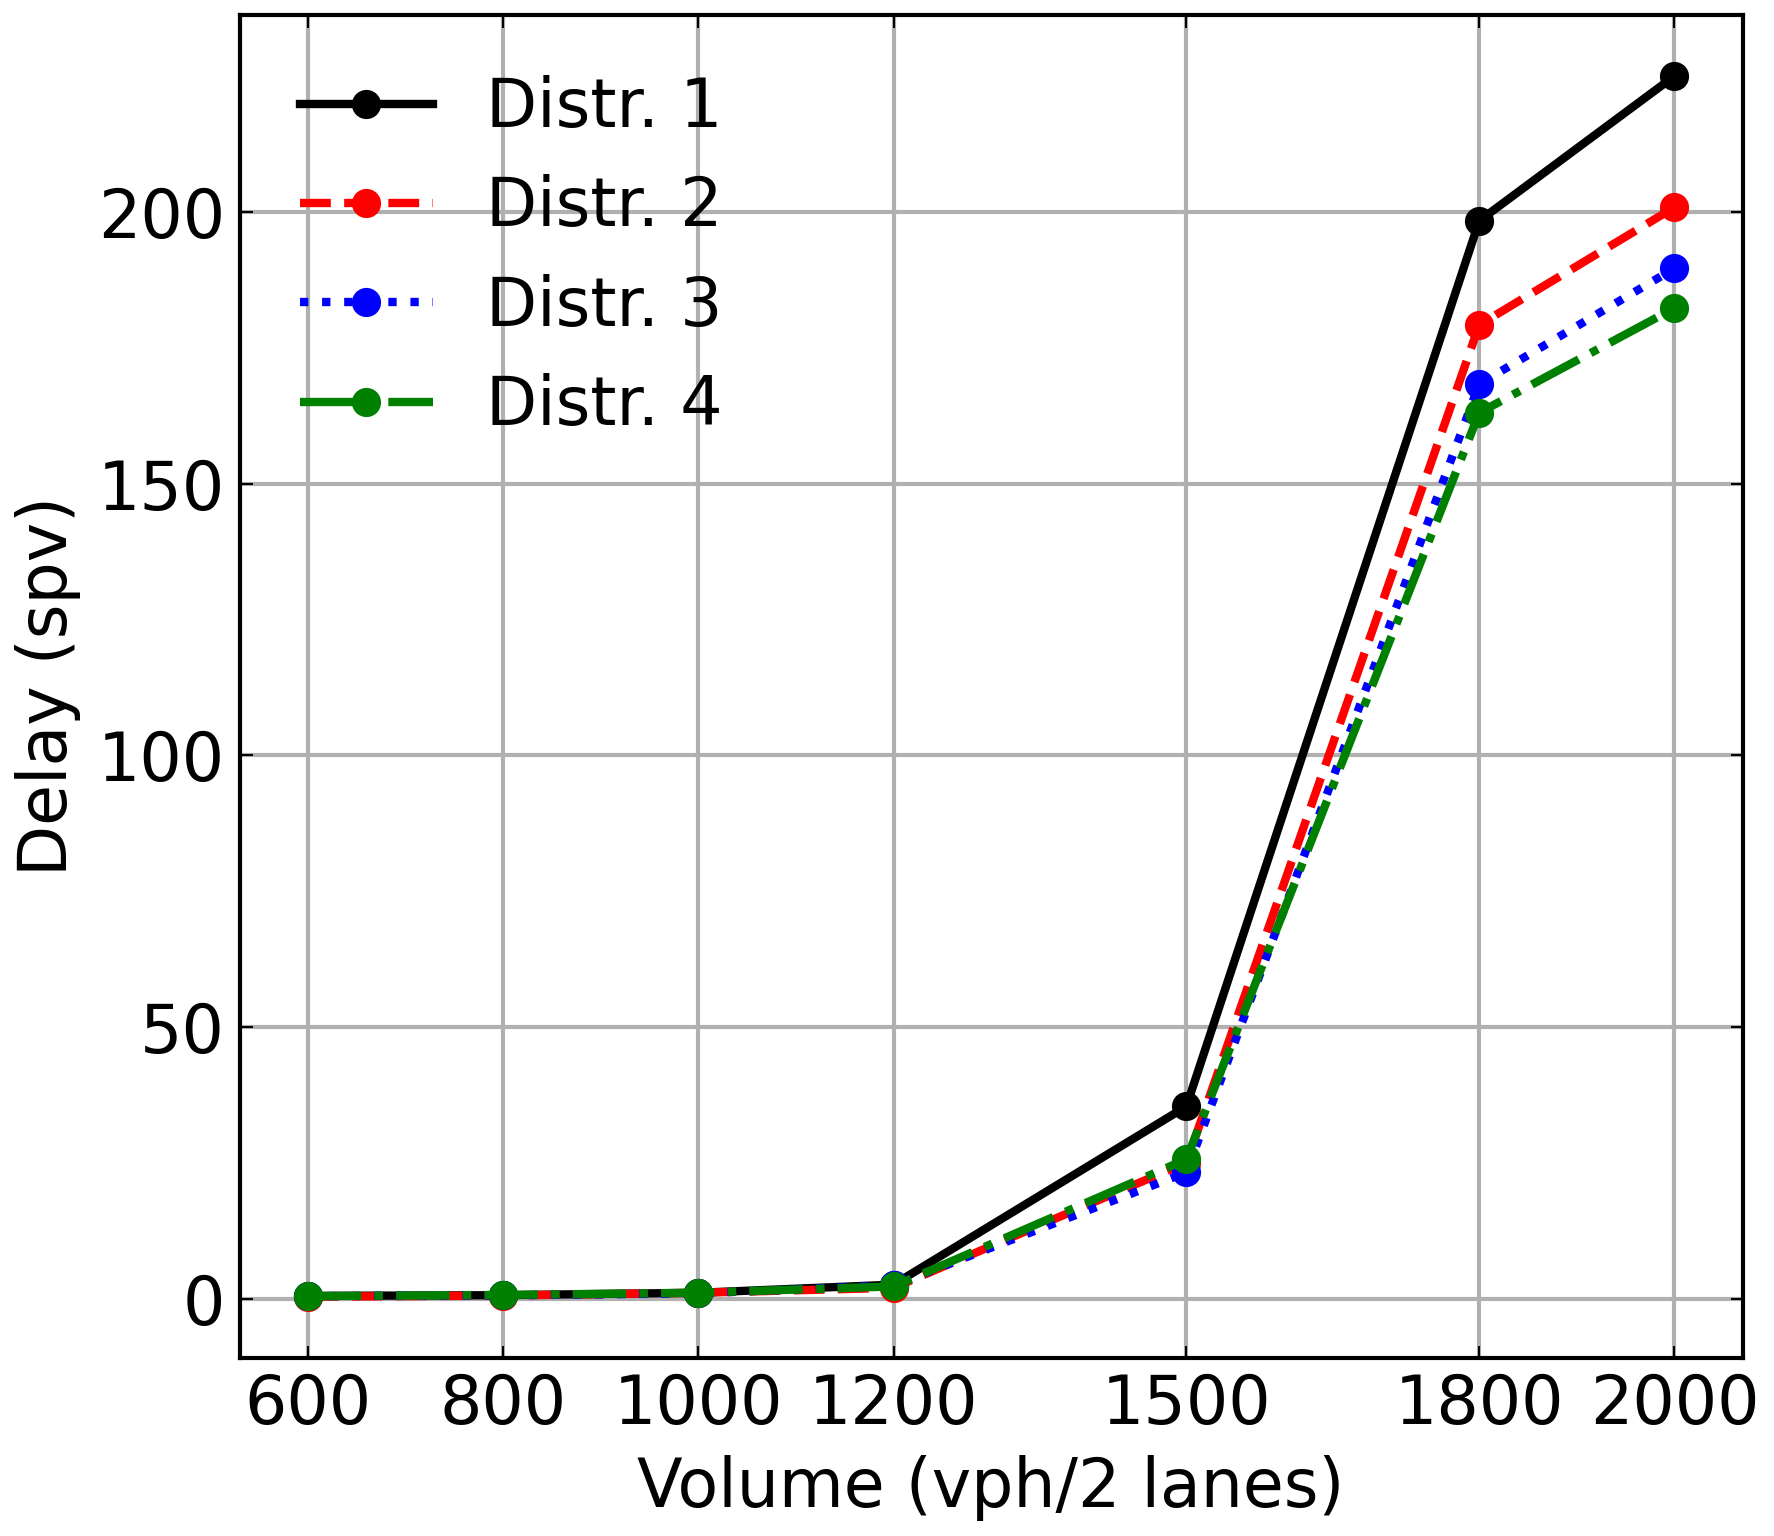 Distr. 1
Distr. 2
Distr. 3
Distr. 4
200
150
100
50
0
Delay (spv)
600 800 1000 1200 1500 1800 2000
Volume (vph/2 lanes)